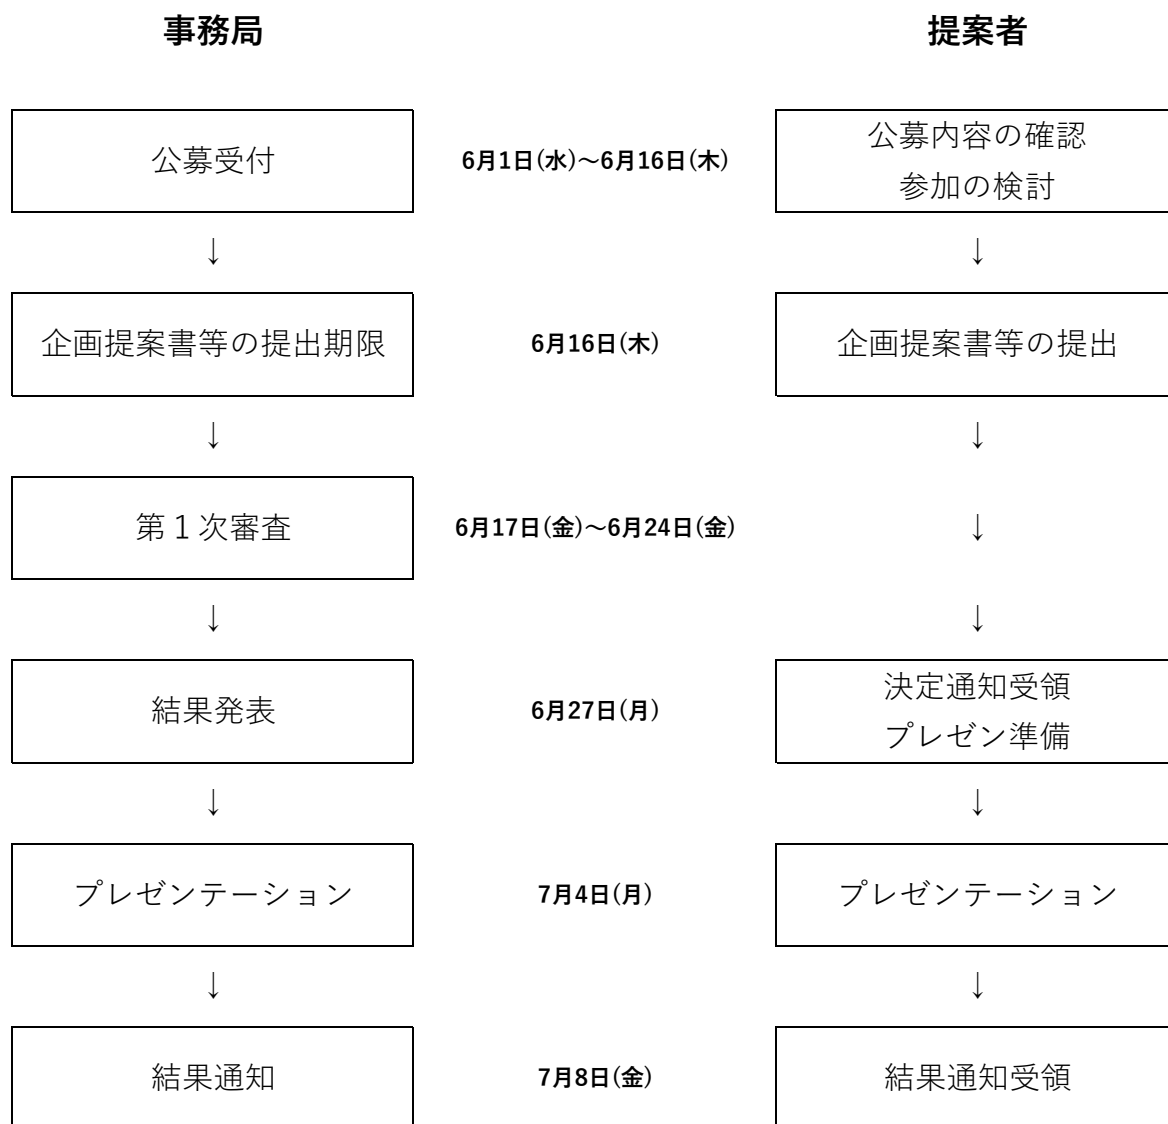 事務局
提案者
公募受付
6月1日(水)～6月16日(木)
公募内容の確認
参加の検討
↓
↓
企画提案書等の提出期限
6月16日(木)
企画提案書等の提出
↓
↓
第１次審査
6月17日(金)～6月24日(金)
↓
↓
↓
結果発表
6月27日(月)
決定通知受領
プレゼン準備
↓
↓
プレゼンテーション
7月4日(月)
プレゼンテーション
↓
↓
結果通知
7月8日(金)
結果通知受領